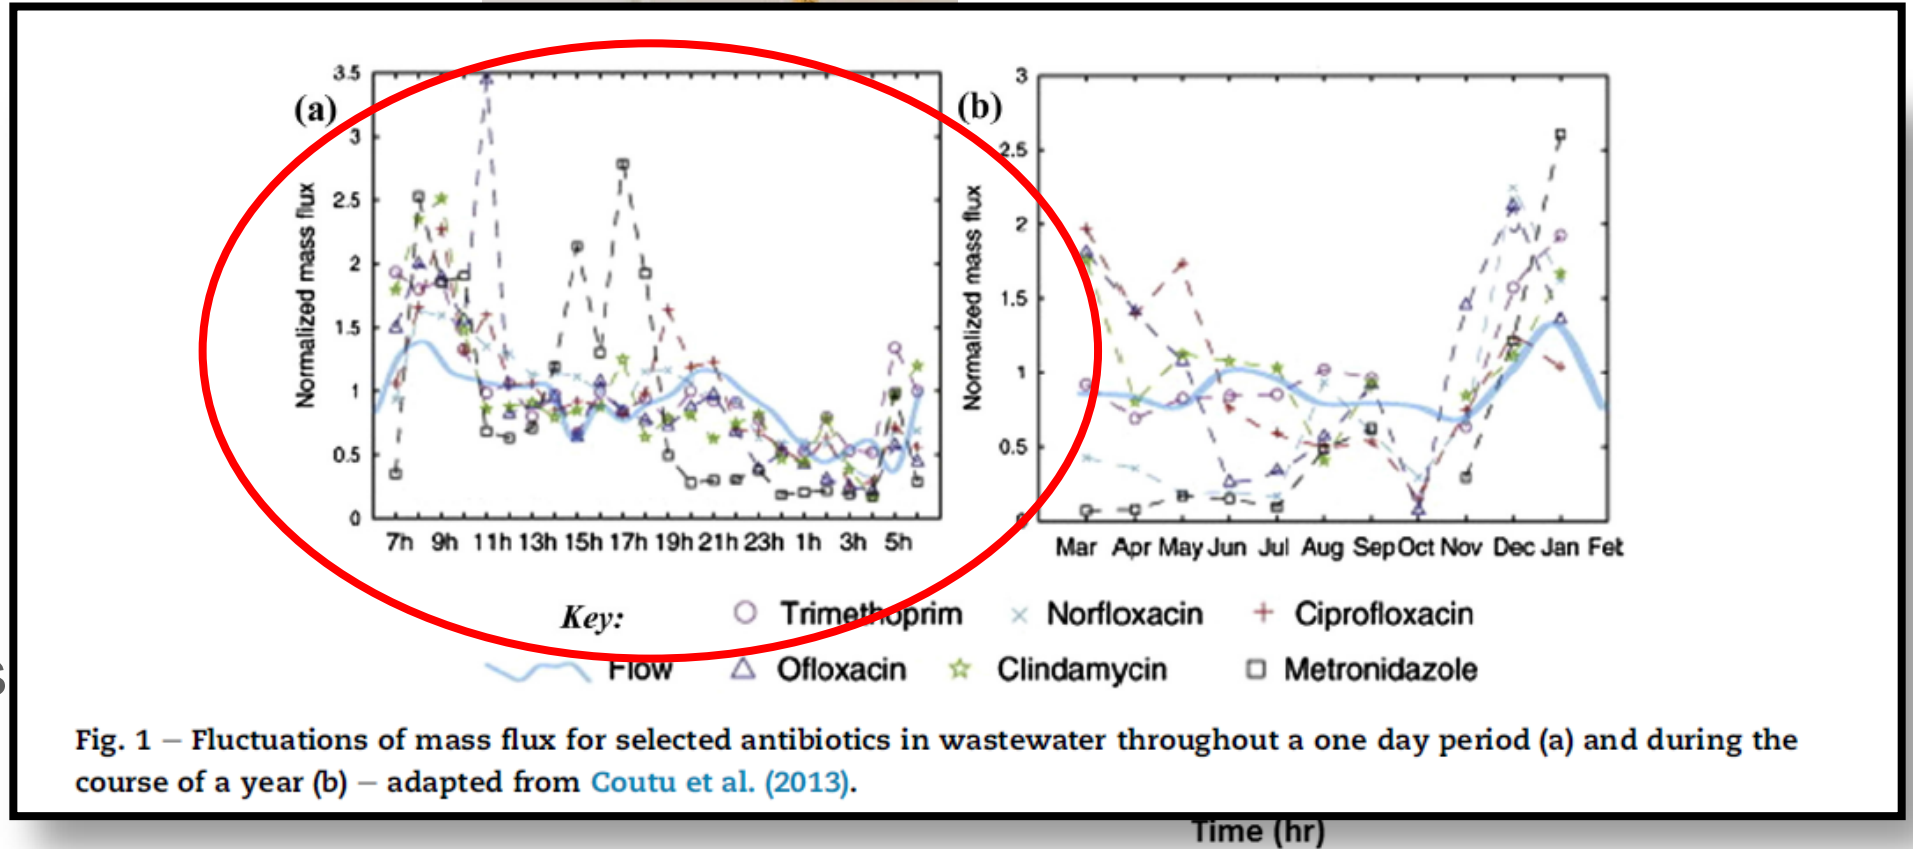 (a)
Normalized mass flux
3.5
3
2.5
2
1.5
1
0.5
0
7h 9h 11h 13h 15h 17h 19h 21h 23h 1h 3h 5h
(b)
Normalized mass flux
3
2.5
2
1.5
1
0.5
0
Mar Apr May Jun Jul Aug Sep Oct Nov Dec Jan Feb
Key: Trimethoprim Norfloxacin Ciprofloxacin
Flow Ofloxacin Clindamycin Metronidazole
s
Fig. 1 – Fluctuations of mass flux for selected antibiotics in wastewater throughout a one day period (a) and during the
course of a year (b) – adapted from Coutu et al. (2013).
Time (hr)